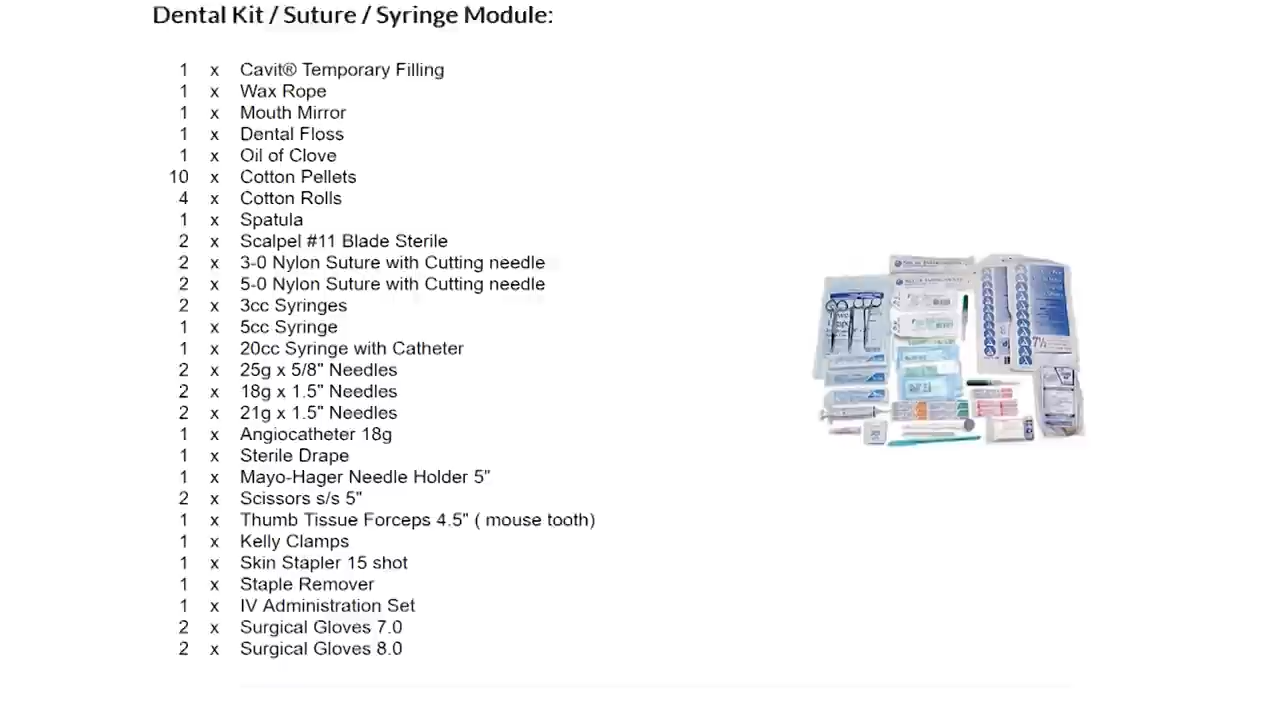 Dental Kit / Suture / Syringe Module:
1 x Cavit® Temporary Filling
1 x Wax Rope
1 x Mouth Mirror
1 x Dental Floss
1 x Oil of Clove
10 x Cotton Pellets
4 x Cotton Rolls
1 x Spatula
2 x Scalpel #11 Blade Sterile
2 x 3-0 Nylon Suture with Cutting needle
2 x 5-0 Nylon Suture with Cutting needle
2 x 3cc Syringes
1 x 5cc Syringe
1 x 20cc Syringe with Catheter
2 x 25g x 5/8" Needles
2 x 18g x 1.5" Needles
2 x 21g x 1.5" Needles
1 x Angiocatheter 18g
1 x Sterile Drape
1 x Mayo-Hager Needle Holder 5"
2 x Scissors s/s 5"
1 x Thumb Tissue Forceps 4.5" ( mouse tooth)
1 x Kelly Clamps
1 x Skin Stapler 15 shot
1 x Staple Remover
1 x IV Administration Set
2 x Surgical Gloves 7.0
2 x Surgical Gloves 8.0
7½